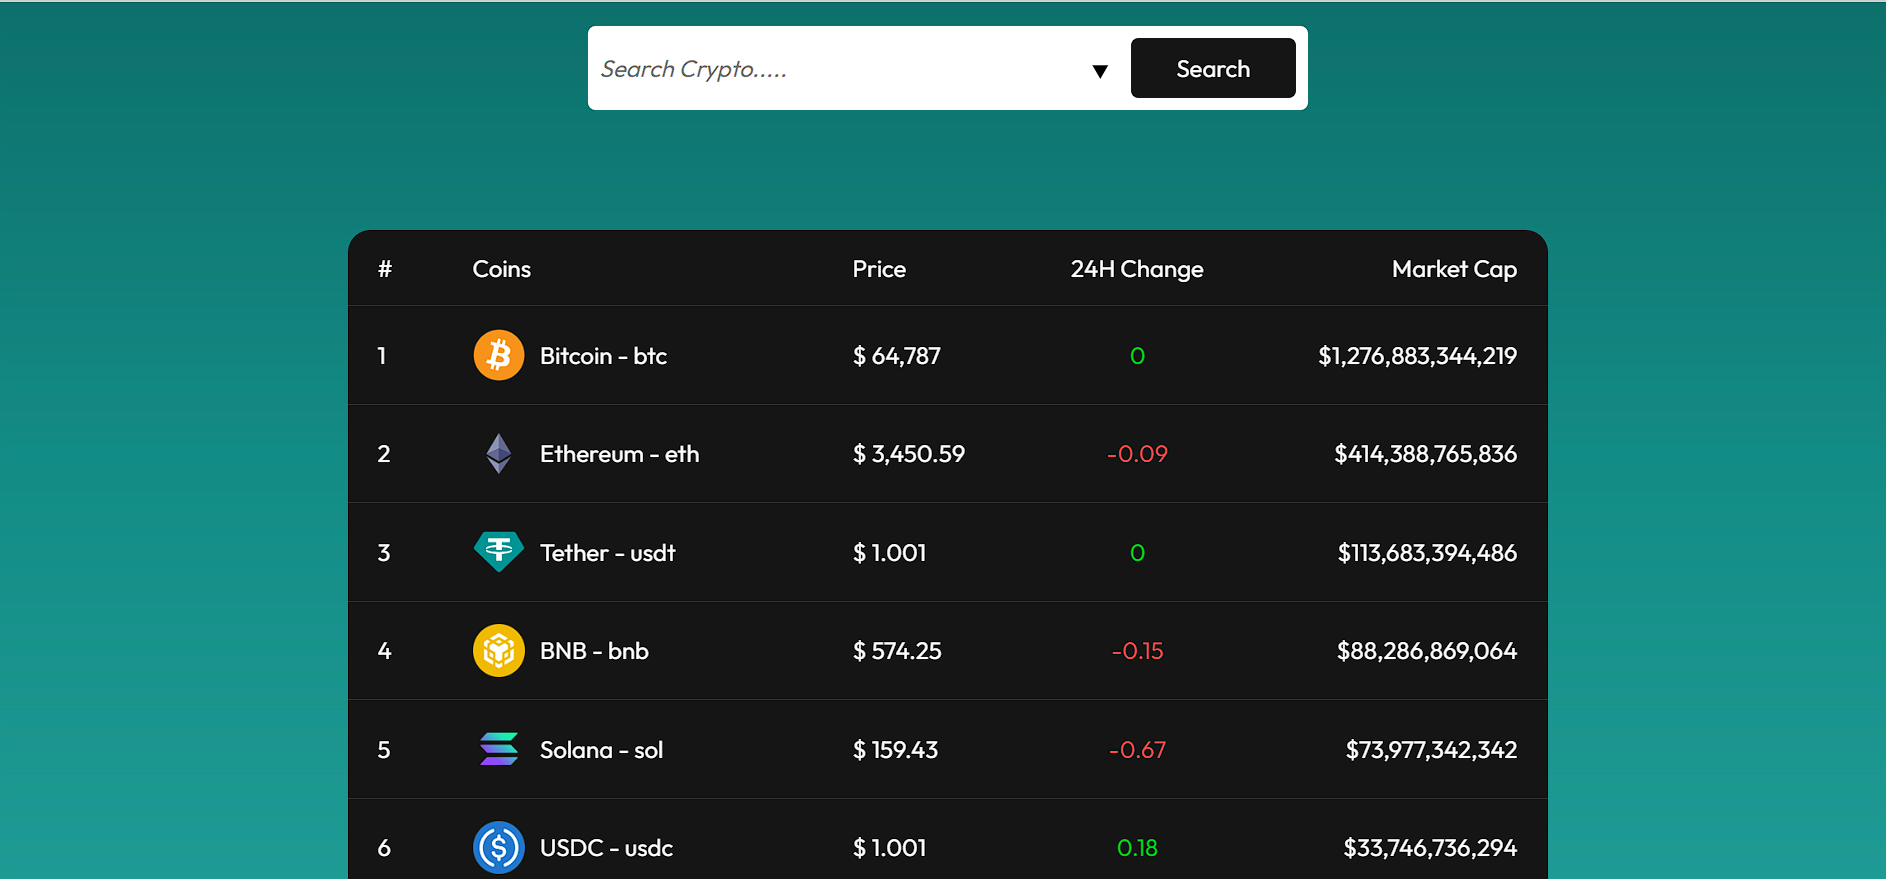 Search Crypto.....
▼
Search
# Coins Price 24H Change Market Cap
1 Bitcoin - btc $ 64,787 0 $1,276,883,344,219
2 Ethereum - eth $ 3,450.59 -0.09 $414,388,765,836
3 Tether - usdt $ 1.001 0 $113,683,394,486
4 BNB - bnb $ 574.25 -0.15 $88,286,869,064
5 Solana - sol $ 159.43 -0.67 $73,977,342,342
6 USDC - usdc $ 1.001 0.18 $33,746,736,294